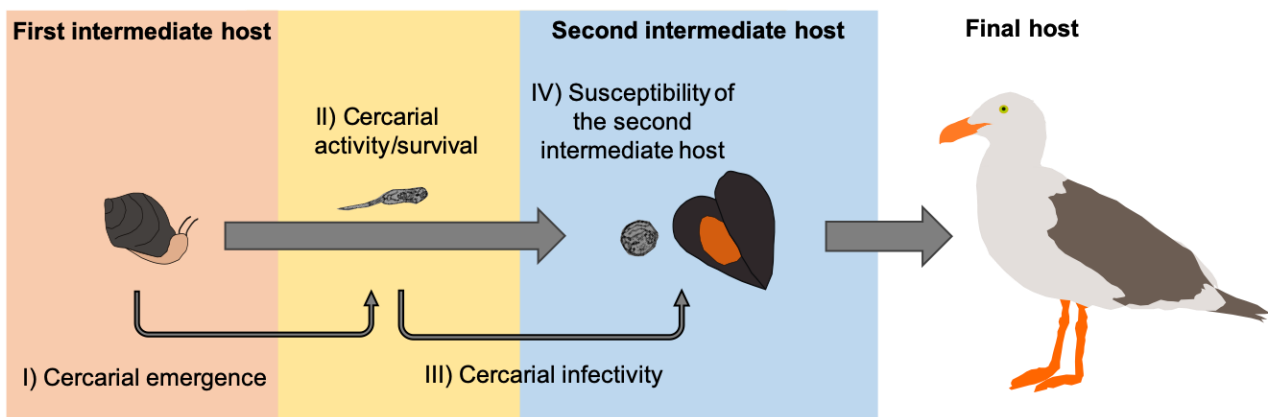 First intermediate host
Second intermediate host
Final host
II) Cercarial
activity/survival
IV) Susceptibility of
the second
intermediate host
I) Cercarial emergence
III) Cercarial infectivity